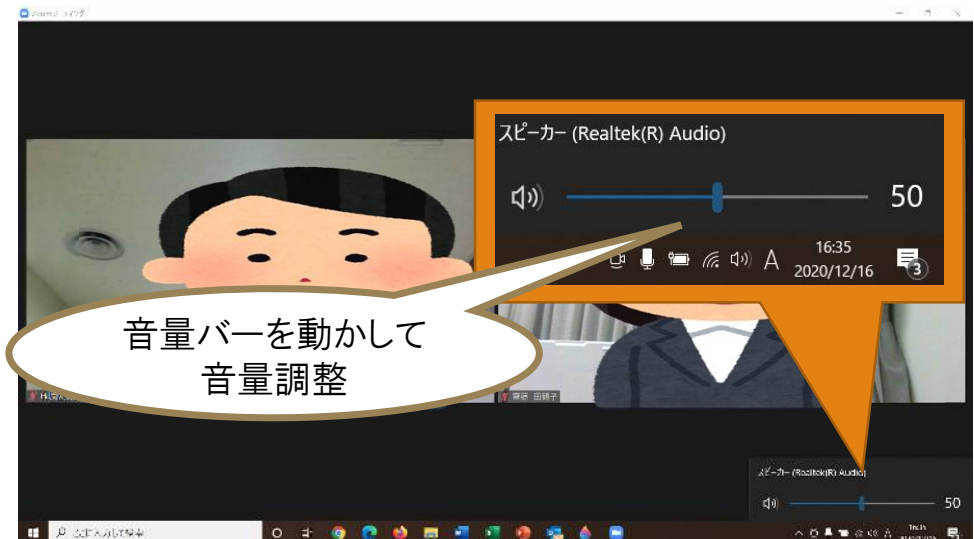 スピーカー (Realtek(R) Audio)
50
16:35
A
2020/12/16
3
音量バーを動かして
音量調整
スピーカー (Realtek(R) Audio)
50
A